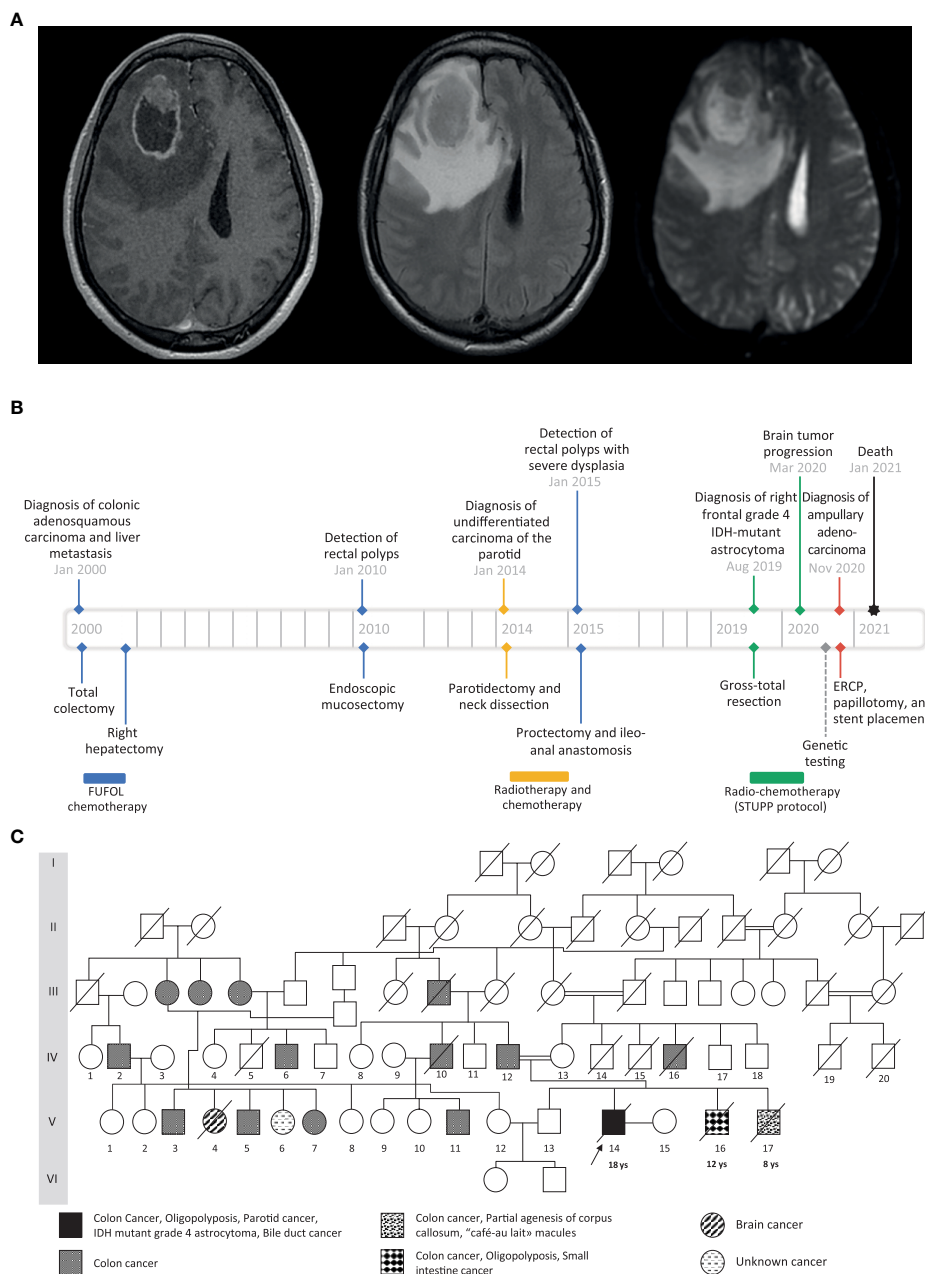 A
B
Detection of
rectal polyps with
severe dysplasia
Jan 2015
Brain tumor
progression
Mar 2020
Death
Jan 2021
Diagnosis of colonic
adenosquamous
carcinoma and liver
metastasis
Jan 2000
Detection of
rectal polyps
Jan 2010
Diagnosis of
undifferentiated
carcinoma of the
parotid
Jan 2014
Diagnosis of right
frontal grade 4
IDH-mutant
astrocytoma
Aug 2019
Diagnosis of
ampullary
adeno-
carcinoma
Nov 2020
2000 2010 2014 2015 2019 2020 2021
Total
colectomy
Right
hepatectomy
Endoscopic
mucosectomy
Parotidectomy and
neck dissection
Proctectomy and ileo-
anal anastomosis
Gross-total
resection
ERCP,
papillotomy, an
stent placemen
Genetic
testing
FUFOL
chemotherapy
Radiotherapy and
chemotherapy
Radio-chemotherapy
(STUPP protocol)
C
I
II
III
IV
1 2 3 4 5 6 7 8 9 10 11 12 13 14 15 16 17 18 19 20
V
1 2 3 4 5 6 7 8 9 10 11 12 13 14 15 16 17
18 ys 12 ys 8 ys
VI
Colon Cancer, Oligopolyposis, Parotid cancer,
IDH mutant grade 4 astrocytoma, Bile duct cancer
Colon cancer
Colon cancer, Partial agenesis of corpus
callosum, “café-au lait» macules
Colon cancer, Oligopolyposis, Small
intestine cancer
Brain cancer
Unknown cancer